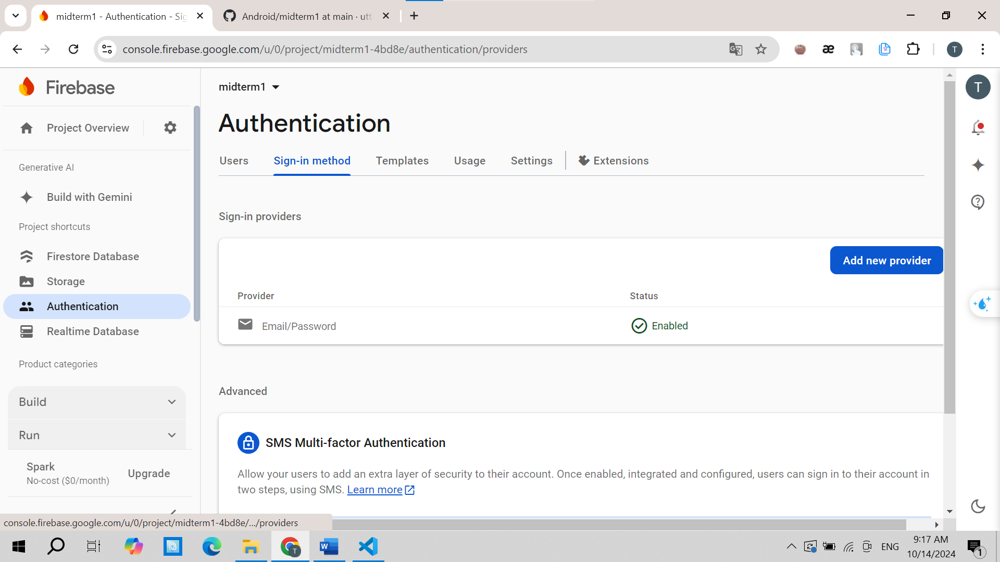 midterm1 - Authentication - Sig
Android/midterm1 at main · utt
console.firebase.google.com/u/0/project/midterm1-4bd8e/authentication/providers
T
Firebase
midterm1
T
Authentication
Project Overview
Users
Sign-in method
Templates
Usage
Settings
Extensions
Generative AI
Build with Gemini
Sign-in providers
Project shortcuts
Firestore Database
Add new provider
Storage
Provider
Status
Authentication
Email/Password
Enabled
Realtime Database
Product categories
Advanced
Build
Run
SMS Multi-factor Authentication
Spark
No-cost ($0/month)
Upgrade
Allow your users to add an extra layer of security to their account. Once enabled, integrated and configured, users can sign in to their account in
two steps, using SMS. Learn more
console.firebase.google.com/u/0/project/midterm1-4bd8e/.../providers
T
W
ENG
9:17 AM
10/14/2024
1